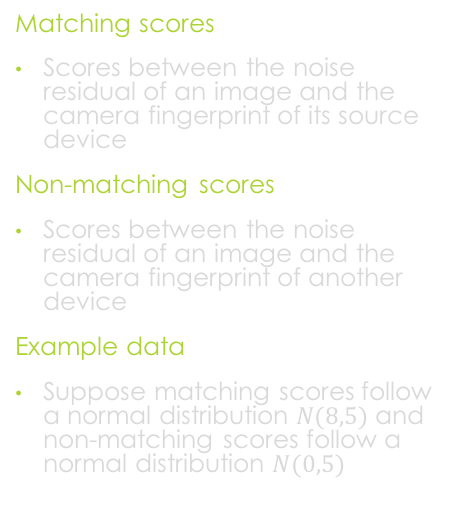 Matching scores
• Scores between the noise
residual of an image and the
camera fingerprint of its source
device
Non-matching scores
• Scores between the noise
residual of an image and the
camera fingerprint of another
device
Example data
• Suppose matching scores follow
a normal distribution N(8,5) and
non-matching scores follow a
normal distribution N(0,5)